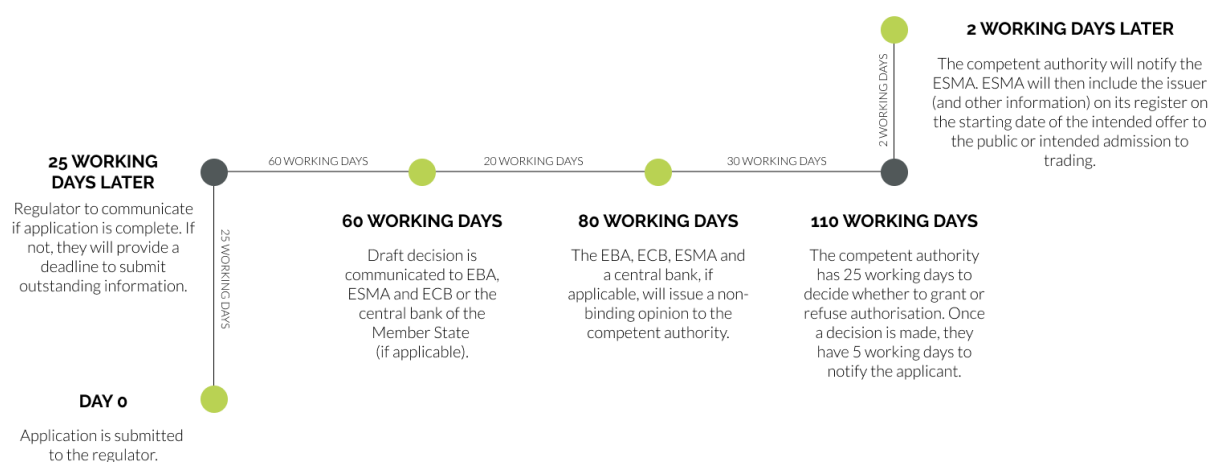 DAY 0
Application is submitted
to the regulator.
25 WORKING DAYS
25 WORKING
DAYS LATER
Regulator to communicate
if application is complete. If
not, they will provide a
deadline to submit
outstanding information.
60 WORKING DAYS
60 WORKING DAYS
Draft decision is
communicated to EBA,
ESMA and ECB or the
central bank of the
Member State
(if applicable).
20 WORKING DAYS
80 WORKING DAYS
The EBA, ECB, ESMA and
a central bank, if
applicable, will issue a non-
binding opinion to the
competent authority.
30 WORKING DAYS
110 WORKING DAYS
The competent authority
has 25 working days to
decide whether to grant or
refuse authorisation. Once
a decision is made, they
have 5 working days to
notify the applicant.
2 WORKING DAYS
2 WORKING DAYS LATER
The competent authority will notify the
ESMA. ESMA will then include the issuer
(and other information) on its register on
the starting date of the intended offer to
the public or intended admission to
trading.